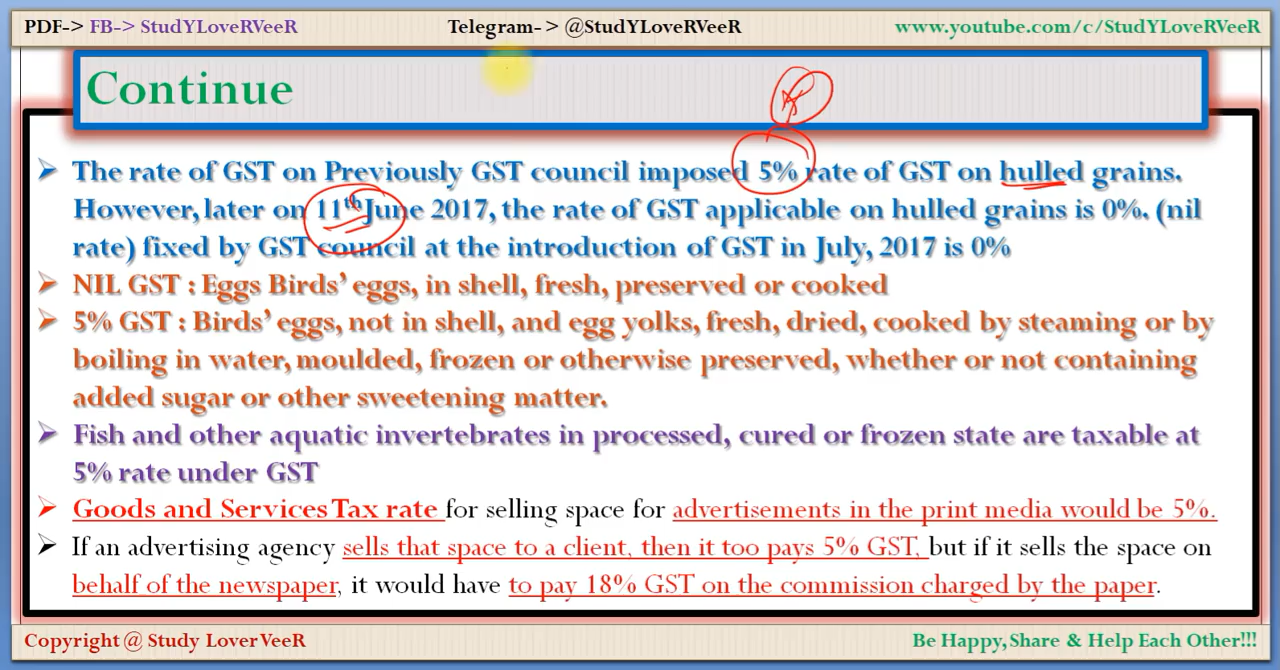 PDF-> FB-> StudYLoveRVeeR Telegram-> @StudYLoveRVeeR www.youtube.com/c/StudYLoveRVeeR
Continue
The rate of GST on Previously GST council imposed 5% rate of GST on hulled grains.
However, later on 11th June 2017, the rate of GST applicable on hulled grains is 0%. (nil
rate) fixed by GST council at the introduction of GST in July, 2017 is 0%
NIL GST : Eggs Birds' eggs, in shell, fresh, preserved or cooked
5% GST : Birds' eggs, not in shell, and egg yolks, fresh, dried, cooked by steaming or by
boiling in water, moulded, frozen or otherwise preserved, whether or not containing
added sugar or other sweetening matter.
Fish and other aquatic invertebrates in processed, cured or frozen state are taxable at
5% rate under GST
Goods and Services Tax rate for selling space for advertisements in the print media would be 5%.
If an advertising agency sells that space to a client, then it too pays 5% GST, but if it sells the space on
behalf of the newspaper, it would have to pay 18% GST on the commission charged by the paper.
Copyright @ Study Lover VeeR Be Happy, Share & Help Each Other!!!